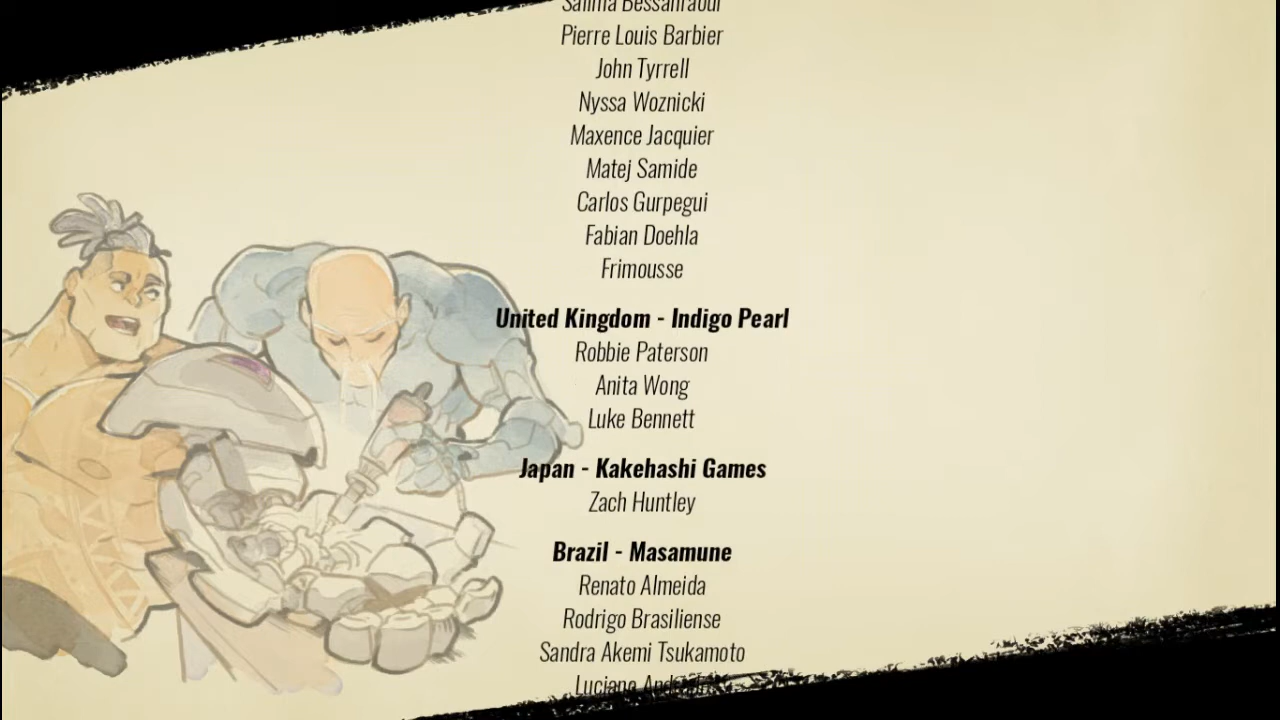 Pierre Louis Barbier
John Tyrrell
Nyssa Woznicki
Maxence Jacquier
Matej Samide
Carlos Gurpegui
Fabian Doehla
Frimousse
United Kingdom - Indigo Pearl
Robbie Paterson
Anita Wong
Luke Bennett
Japan - Kakehashi Games
Zach Huntley
Brazil - Masamune
Renato Almeida
Rodrigo Brasiliense
Sandra Akemi Tsukamoto
Luciano